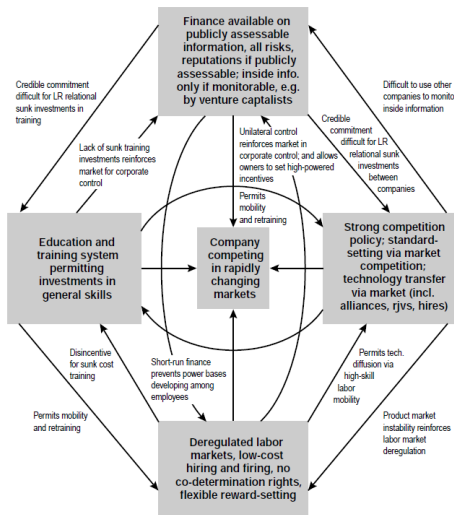 Finance available on
publicly assessable
information, all risks,
reputations if publicly
assessable; inside info.
only if monitorable, e.g.
by venture captalists
Credible commitment
difficult for LR relational
sunk investments in
training
Difficult to use other
companies to monito
inside information
Lack of sunk training
investments reinforces
market for corporate
control
Unilateral control
reinforces market in
corporate control; and allows
owners to set high-powered
incentives
Credible
commitment
difficult for LR
relational sunk
investments
between
companies
Permits
mobility
and retraining
Education and
training system
permitting
investments in
general skills
Company
competing
in rapidly
changing
markets
Strong competition
policy; standard-
setting via market
competition;
technology transfer
via market (incl.
alliances, rjvs, hires)
Disincentive
for sunk cost
training
Short-run finance
prevents power bases
developing among
employees
Permits tech.
diffusion via
high-skill
labor
mobility
Permits mobility
and retraining
Product market
instability reinforces
labor market
deregulation
Deregulated labor
markets, low-cost
hiring and firing, no
co-determination rights,
flexible reward-setting